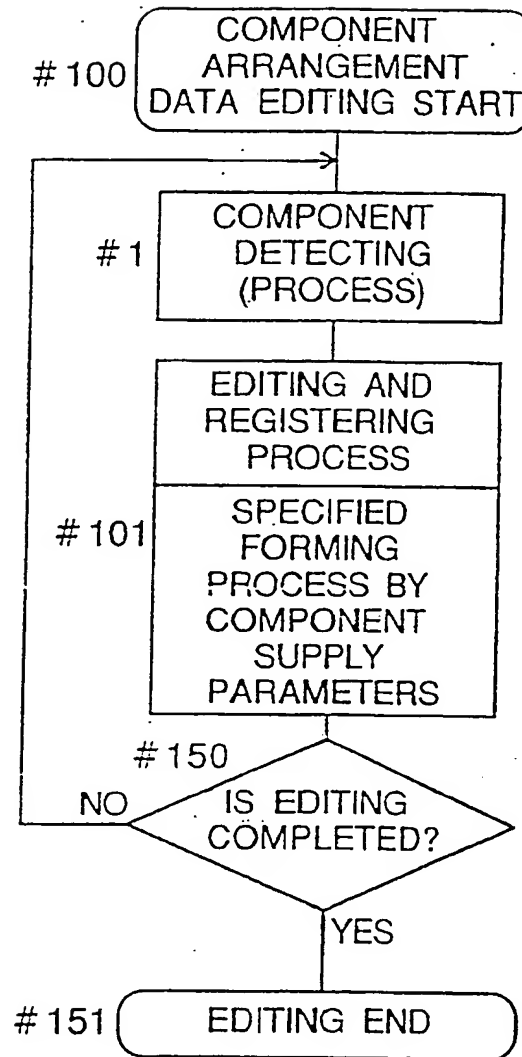 COMPONENT
ARRANGEMENT
# 100
DATA EDITING START
COMPONENT
DETECTING
# 1
(PROCESS)
EDITING AND
REGISTERING
PROCESS
SPECIFIED
# 101
FORMING
PROCESS BY
COMPONENT
SUPPLY
PARAMETERS
# 150
NO
IS EDITING
COMPLETED?
YES
# 151
EDITING END